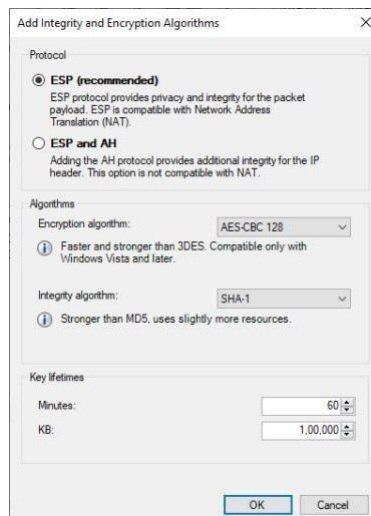 Add Integrity and Encryption Algorithms
Protocol
ESP (recommended)
ESP protocol provides privacy and integrity for the packet
payload. ESP is compatible with Network Address
Translation (NAT).
ESP and AH
Adding the AH protocol provides additional integrity for the IP
header. This option is not compatible with NAT.
Algorithms
Encryption algorithm: AES-CBC 128
Faster and stronger than 3DES. Compatible only with
Windows Vista and later.
Integrity algorithm: SHA-1
Stronger than MD5, uses slightly more resources.
Key lifetimes
Minutes: 60
KB: 1,00,000
OK Cancel